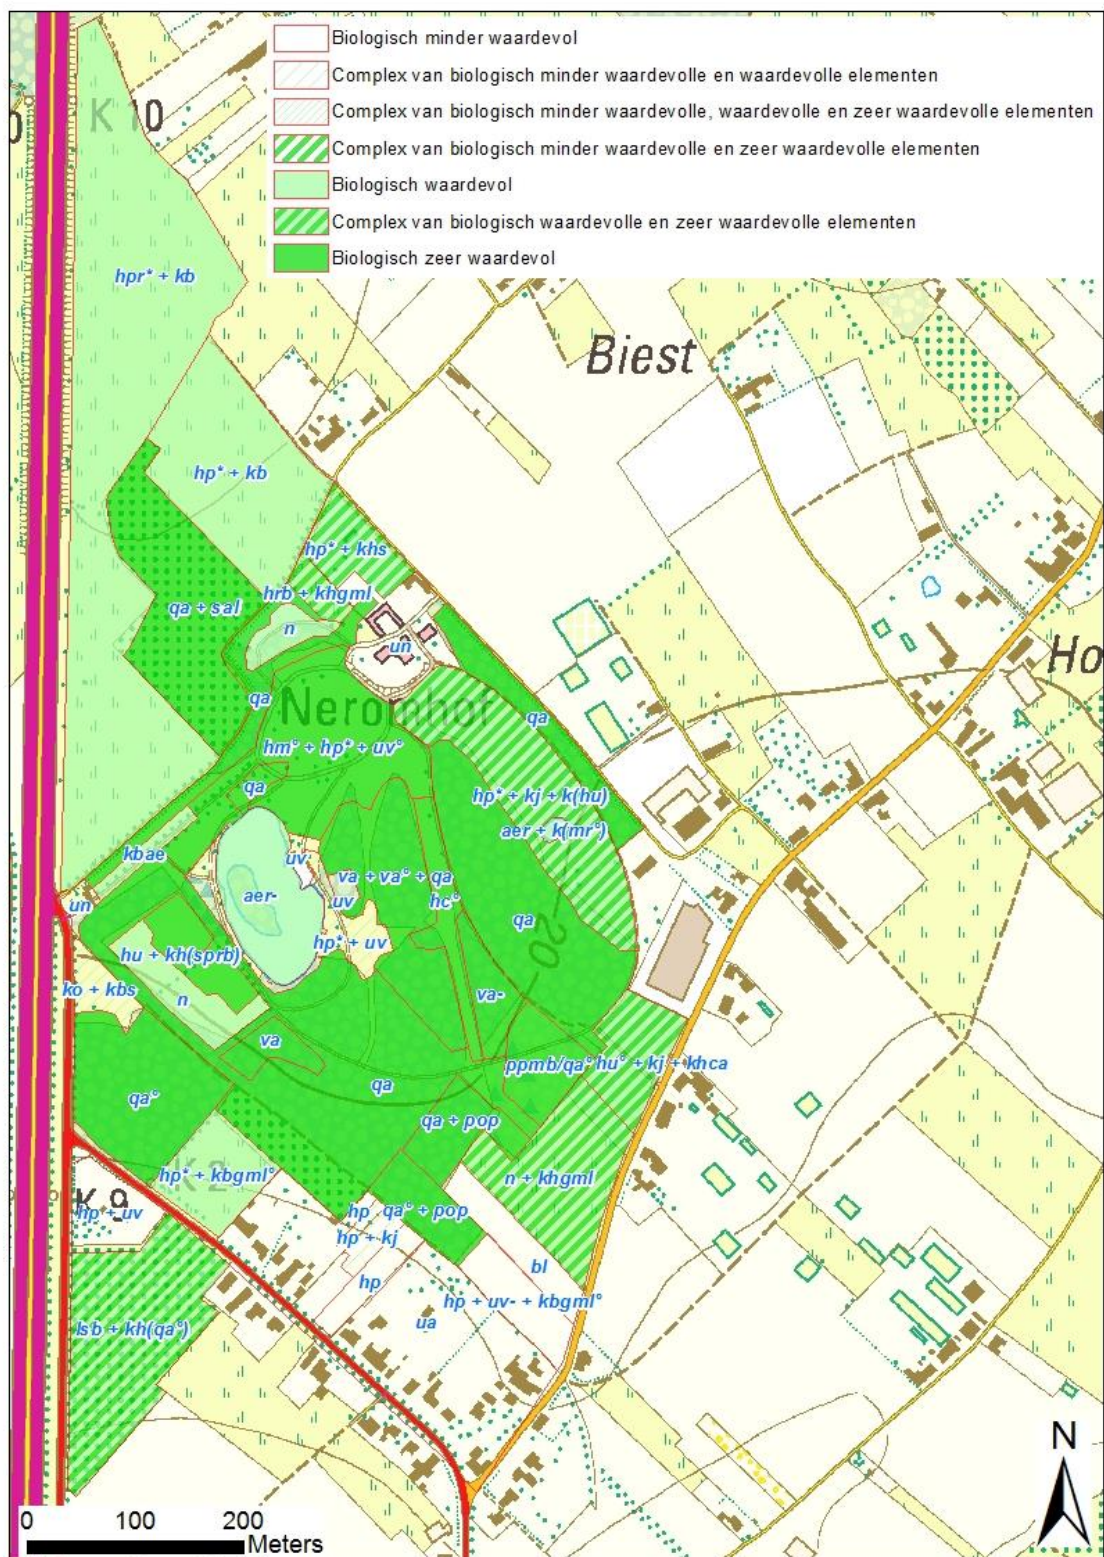 Biologisch minder waardevol
Complex van biologisch minder waardevolle en waardevolle elementen
Complex van biologisch minder waardevolle, waardevolle en zeer waardevolle elementen
Complex van biologisch minder waardevolle en zeer waardevolle elementen
Biologisch waardevol
Complex van biologisch waardevolle en zeer waardevolle elementen
Biologisch zeer waardevol
K 10
hpr* + kb
Biest
hp* + kb
hp* + khs
hrb + khgml
qa + sal
n
un
Ho
qa
Neromhof
qa
hm° + hp* + uv°
qa
hp* + kj + k(hu)
aer + k(mr°)
kbae
uv
va + va° + qa
aer-
uv
hc°
un
qa
20
hp* + uv
hu + kh(sprb)
ko + kbs
n
va-
va
ppmb/qa°
hu° + kj + khca
qa
qa°
qa + pop
hp* + kbgml°
K 2
n + khgml
K 9
hp + uv
hp
qa° + pop
hp + kj
bl
hp
hp + uv- + kbgml°
ua
lsb + kh(qa°)
N
0 100 200
Meters